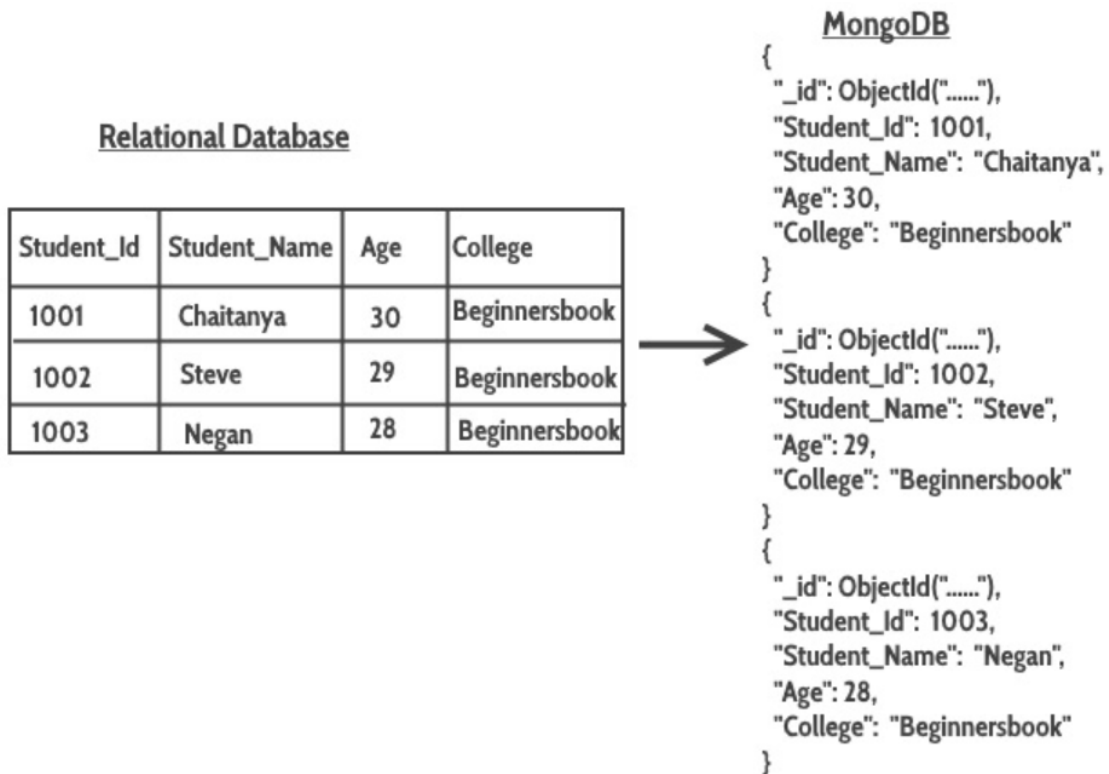 Relational Database
Student_Id Student_Name Age College
1001 Chaitanya 30 Beginnersbook
1002 Steve 29 Beginnersbook
1003 Negan 28 Beginnersbook
MongoDB
{
"_id": ObjectId("......"),
"Student_Id": 1001,
"Student_Name": "Chaitanya",
"Age": 30,
"College": "Beginnersbook"
}
{
"_id": ObjectId("......"),
"Student_Id": 1002,
"Student_Name": "Steve",
"Age": 29,
"College": "Beginnersbook"
}
{
"_id": ObjectId("......"),
"Student_Id": 1003,
"Student_Name": "Negan",
"Age": 28,
"College": "Beginnersbook"
}